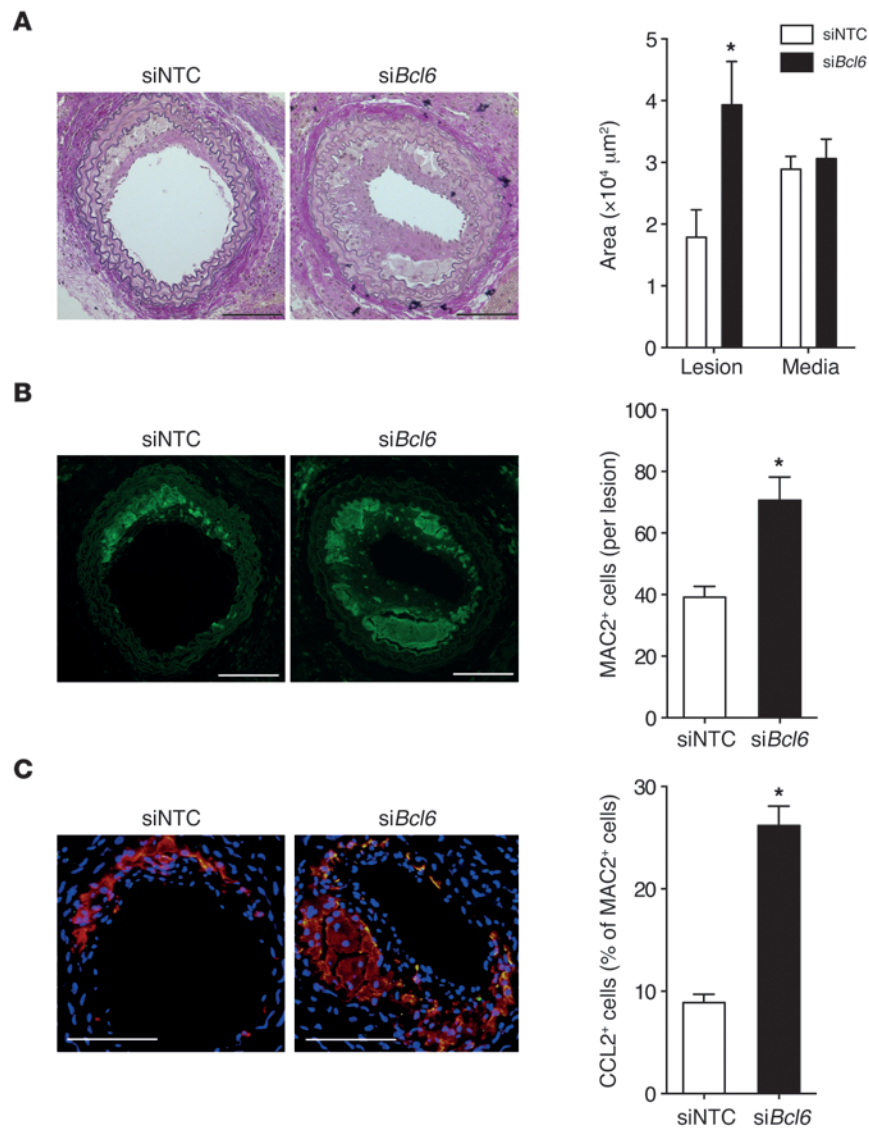 A
siNTC
siBcl6
Area (×10⁴ μm²)
5
4
3
2
1
0
*
siNTC
siBcl6
Lesion
Media
B
siNTC
siBcl6
MAC2⁺ cells (per lesion)
100
80
60
40
20
0
*
siNTC
siBcl6
C
siNTC
siBcl6
CCL2⁺ cells (% of MAC2⁺ cells)
30
20
10
0
*
siNTC
siBcl6